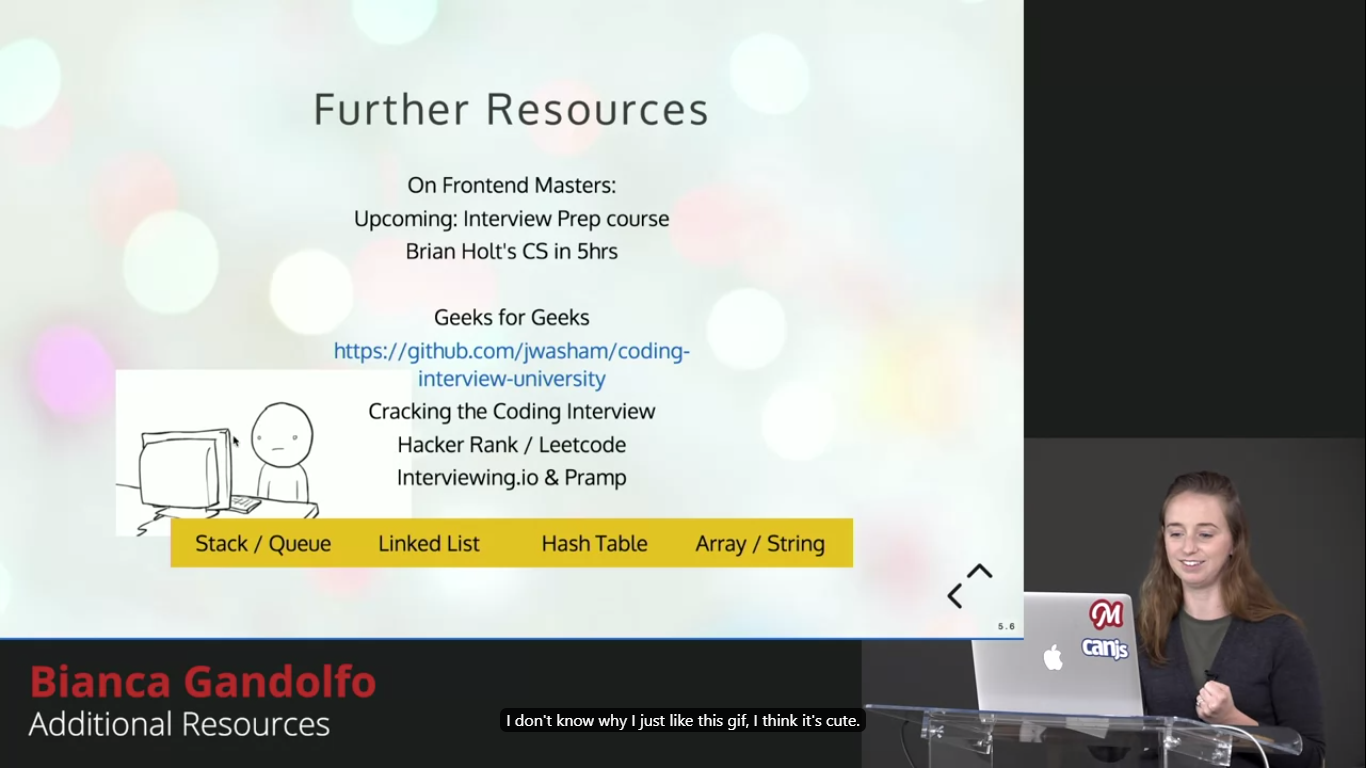 Further Resources
On Frontend Masters:
Upcoming: Interview Prep course
Brian Holt's CS in 5hrs
Geeks for Geeks
https://github.com/jwasham/coding-
interview-university
Cracking the Coding Interview
Hacker Rank / Leetcode
Interviewing.io & Pramp
Stack / Queue Linked List Hash Table Array / String
5.6
M
canjs
Bianca Gandolfo
Additional Resources
I don't know why I just like this gif, I think it's cute.